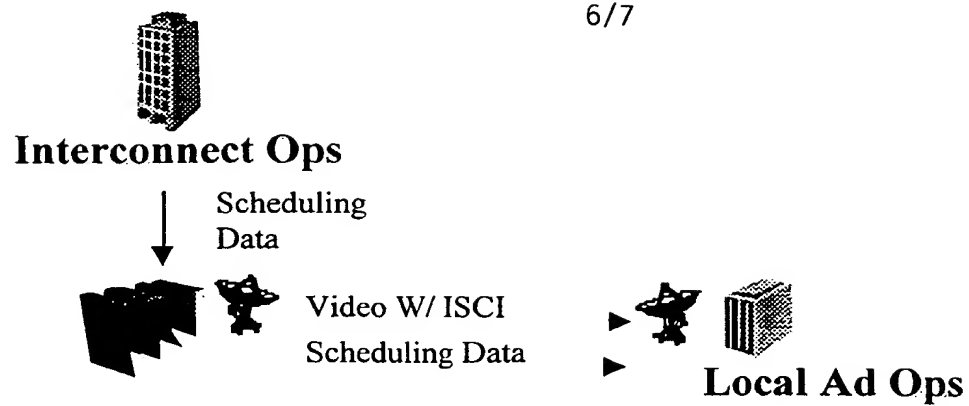 6/7
Interconnect Ops
Scheduling
Data
Video W/ ISCI
Scheduling Data
Local Ad Ops